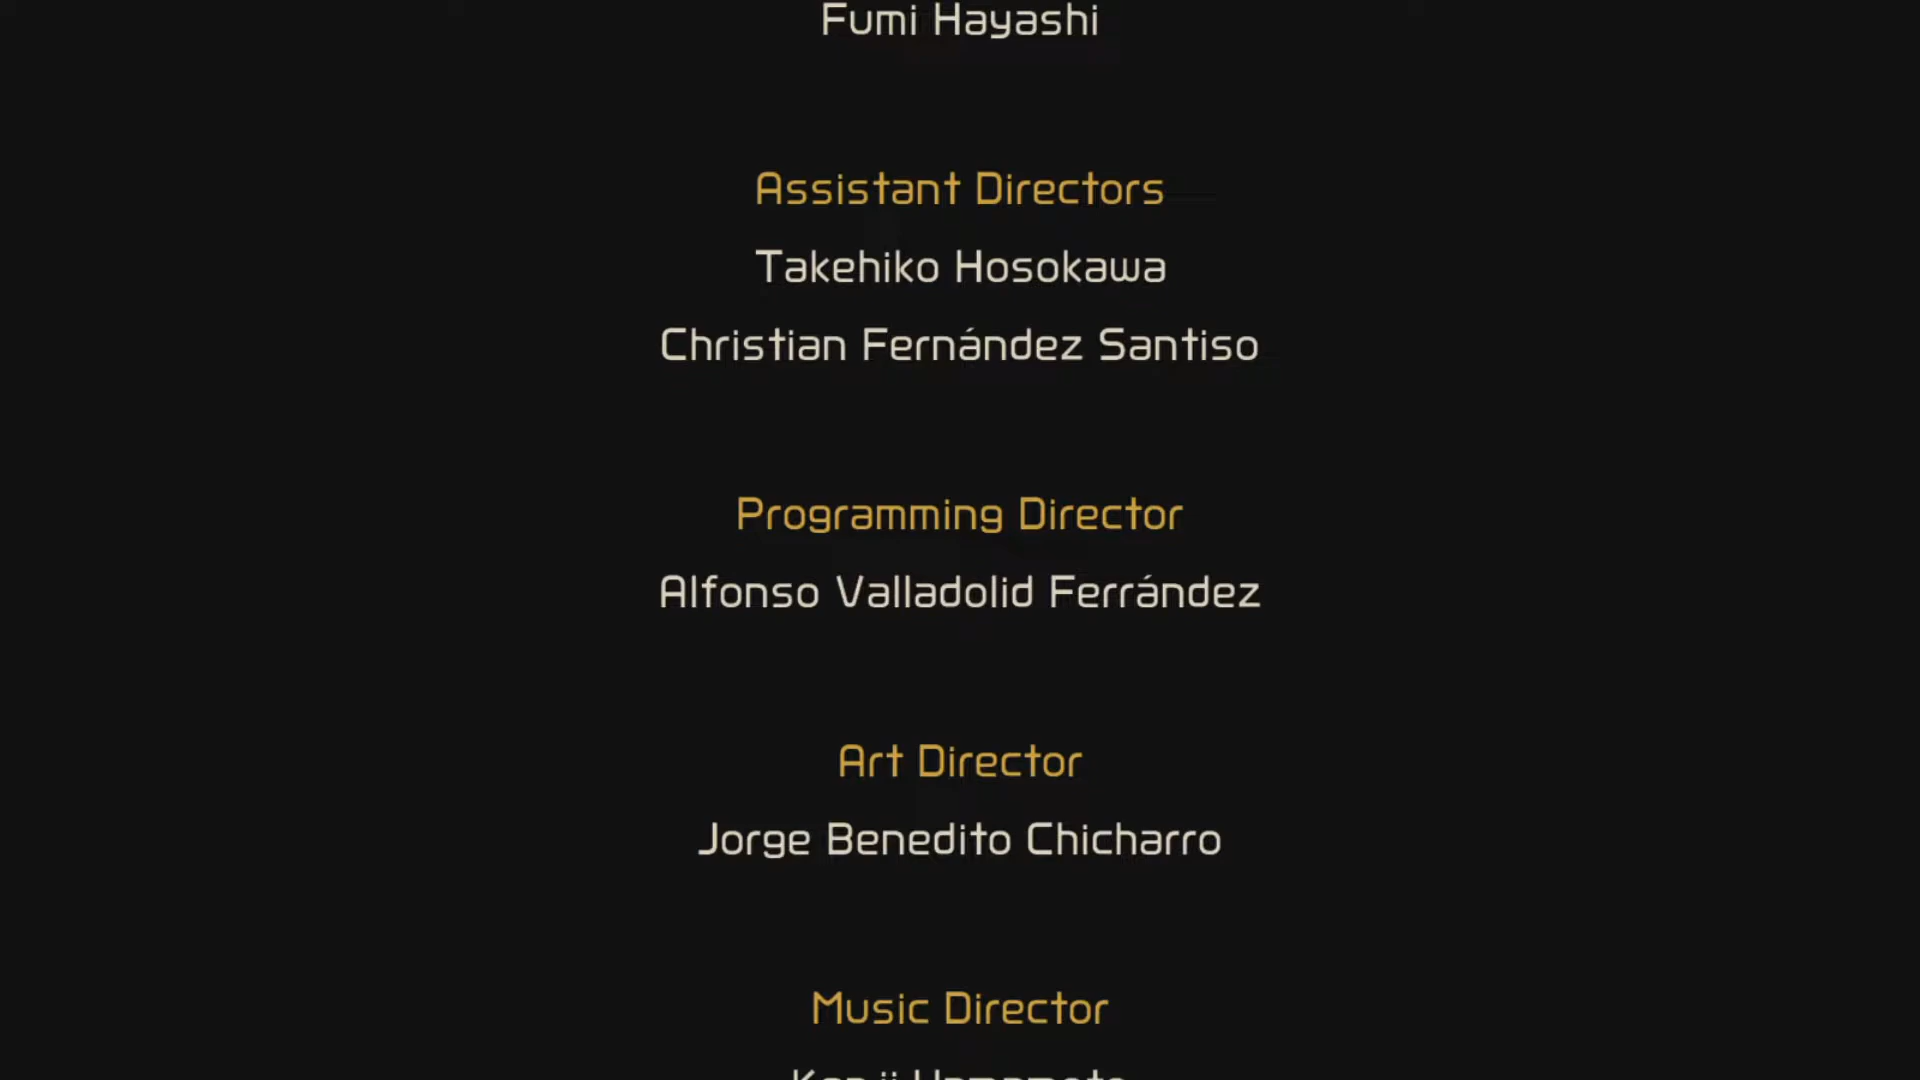 Fumi Hayashi
Assistant Directors
Takehiko Hosokawa
Christian Fernández Santiso
Programming Director
Alfonso Valladolid Ferrández
Art Director
Jorge Benedito Chicharro
Music Director